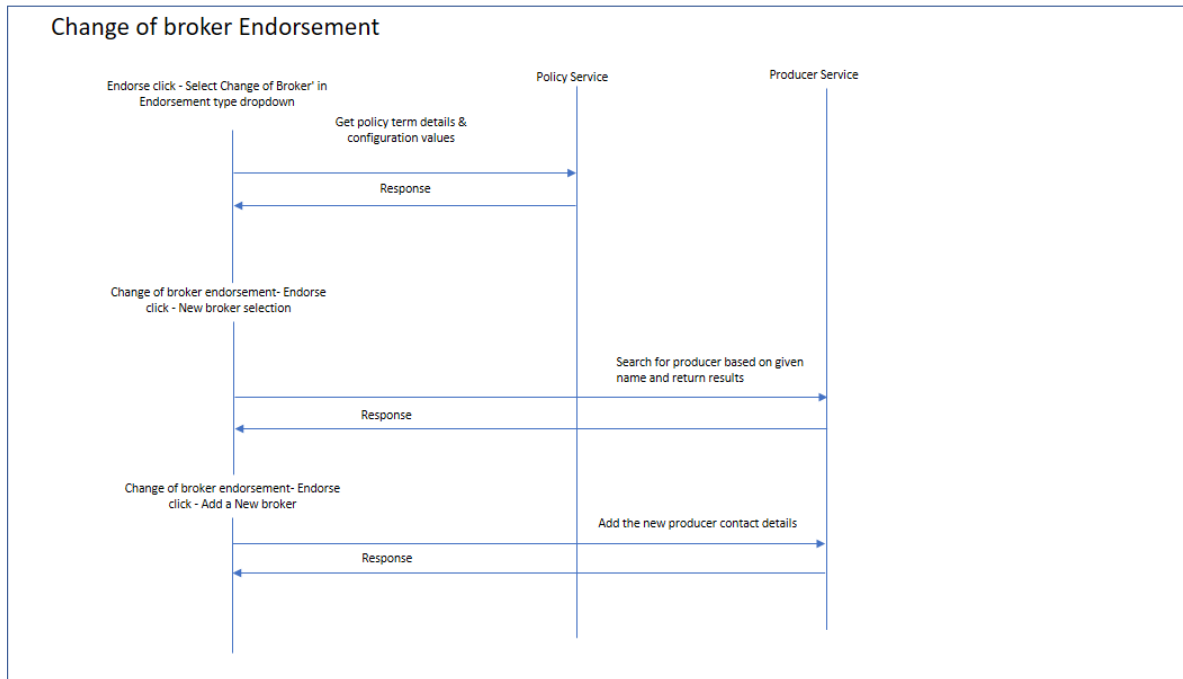 Change of broker Endorsement
Policy Service
Producer Service
Endorse click - Select Change of Broker' in
Endorsement type dropdown
Get policy term details &
configuration values
Response
Change of broker endorsement- Endorse
click - New broker selection
Search for producer based on given
name and return results
Response
Change of broker endorsement- Endorse
click - Add a New broker
Add the new producer contact details
Response